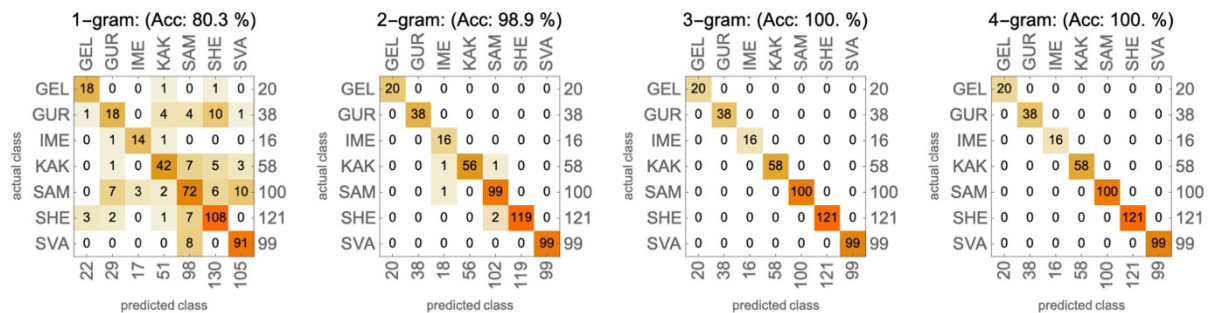 1-gram: (Acc: 80.3 %)
GEL GUR IME KAK SAM SHE SVA
GEL 18 0 0 1 0 1 0 20
GUR 1 18 0 4 4 10 1 38
IME 0 1 14 1 0 0 0 16
KAK 0 1 0 42 7 5 3 58
SAM 0 7 3 2 72 6 10 100
SHE 3 2 0 1 7 108 0 121
SVA 0 0 0 0 8 0 91 99
22 29 17 51 98 130 105
actual class
predicted class
2-gram: (Acc: 98.9 %)
GEL GUR IME KAK SAM SHE SVA
GEL 20 0 0 0 0 0 0 20
GUR 0 38 0 0 0 0 0 38
IME 0 0 16 0 0 0 0 16
KAK 0 0 1 56 1 0 0 58
SAM 0 0 1 0 99 0 0 100
SHE 0 0 0 0 2 119 0 121
SVA 0 0 0 0 0 0 99 99
20 38 18 56 102 119 99
actual class
predicted class
3-gram: (Acc: 100. %)
GEL GUR IME KAK SAM SHE SVA
GEL 20 0 0 0 0 0 0 20
GUR 0 38 0 0 0 0 0 38
IME 0 0 16 0 0 0 0 16
KAK 0 0 0 58 0 0 0 58
SAM 0 0 0 0 100 0 0 100
SHE 0 0 0 0 0 121 0 121
SVA 0 0 0 0 0 0 99 99
20 38 16 58 100 121 99
actual class
predicted class
4-gram: (Acc: 100. %)
GEL GUR IME KAK SAM SHE SVA
GEL 20 0 0 0 0 0 0 20
GUR 0 38 0 0 0 0 0 38
IME 0 0 16 0 0 0 0 16
KAK 0 0 0 58 0 0 0 58
SAM 0 0 0 0 100 0 0 100
SHE 0 0 0 0 0 121 0 121
SVA 0 0 0 0 0 0 99 99
20 38 16 58 100 121 99
actual class
predicted class